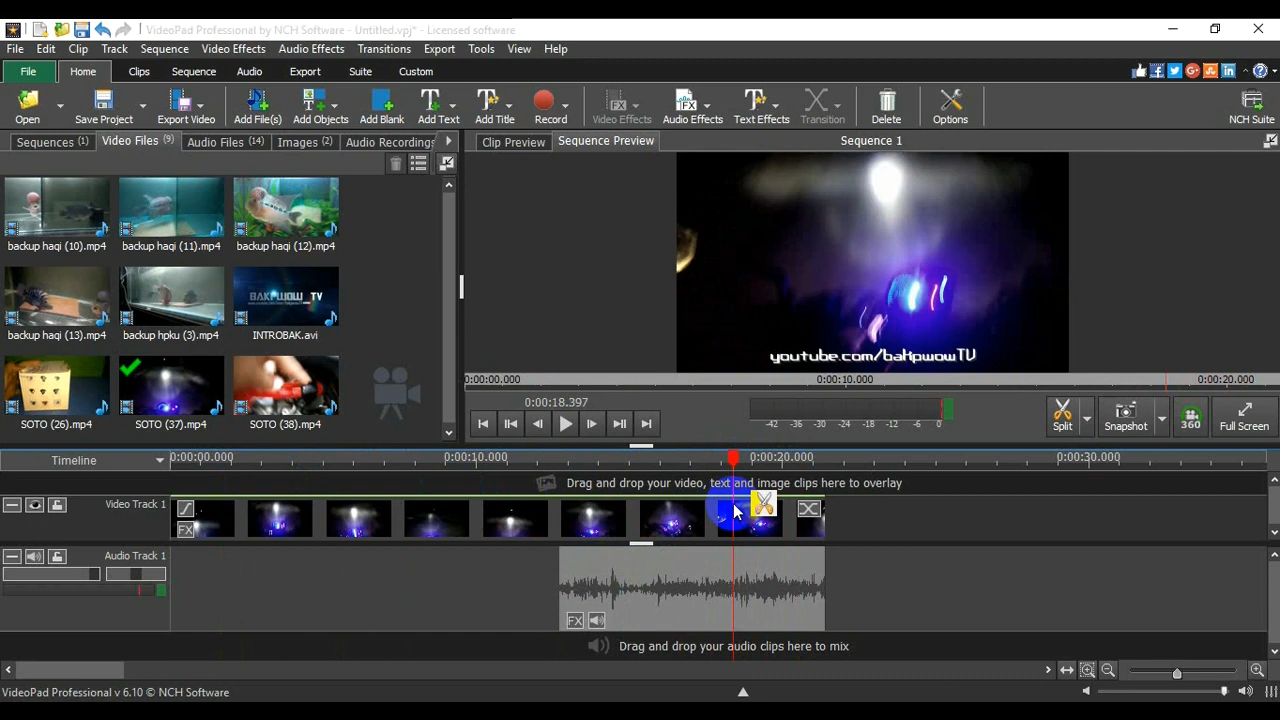 VideoPad Professional by NCH Software - Untitled.vpj* - Licensed software
File Edit Clip Track Sequence Video Effects Audio Effects Transitions Export Tools View Help
File Home Clips Sequence Audio Export Suite Custom
Open Save Project Export Video Add File(s) Add Objects Add Blank Add Text Add Title Record Video Effects Audio Effects Text Effects Transition Delete Options NCH Suite
Sequences (1) Video Files (9) Audio Files (14) Images (2) Audio Recordings
Clip Preview Sequence Preview Sequence 1
backup haqi (10).mp4 backup haqi (11).mp4 backup haqi (12).mp4
BAKPWOW_TV
backup haqi (13).mp4 backup hpku (3).mp4 INTROBAK.avi
SOTO (26).mp4 SOTO (37).mp4 SOTO (38).mp4
youtube.com/bakpwowTV
0:00:00.000 0:00:10.000 0:00:20.000
0:00:18.397
-42 -36 -30 -24 -18 -12 -6 0
Split Snapshot 360 Full Screen
Timeline 0:00:00.000 0:00:10.000 0:00:20.000 0:00:30.000
Drag and drop your video, text and image clips here to overlay
Video Track 1
FX
Audio Track 1
FX
Drag and drop your audio clips here to mix
VideoPad Professional v 6.10 © NCH Software